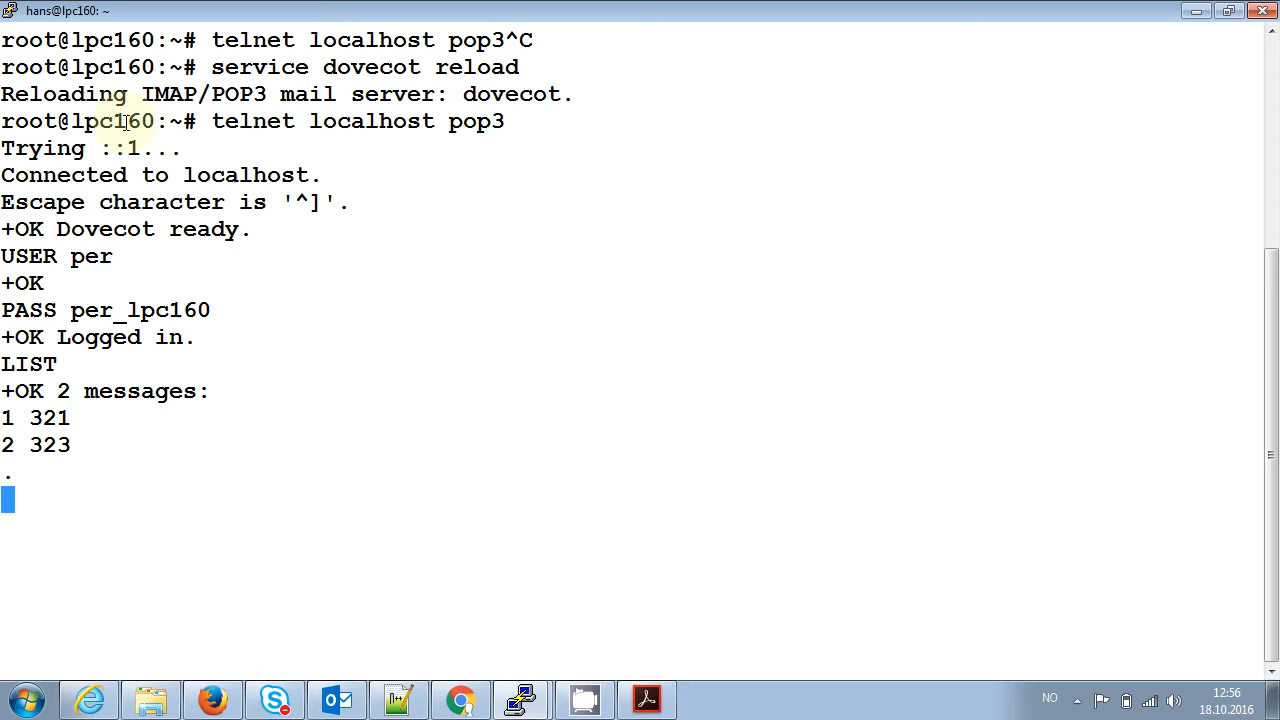 hans@lpc160: ~
root@lpc160:~# telnet localhost pop3^C
root@lpc160:~# service dovecot reload
Reloading IMAP/POP3 mail server: dovecot.
root@lpc160:~# telnet localhost pop3
Trying ::1...
Connected to localhost.
Escape character is '^]'.
+OK Dovecot ready.
USER per
+OK
PASS per_lpc160
+OK Logged in.
LIST
+OK 2 messages:
1 321
2 323
.
NO
12:56
18.10.2016